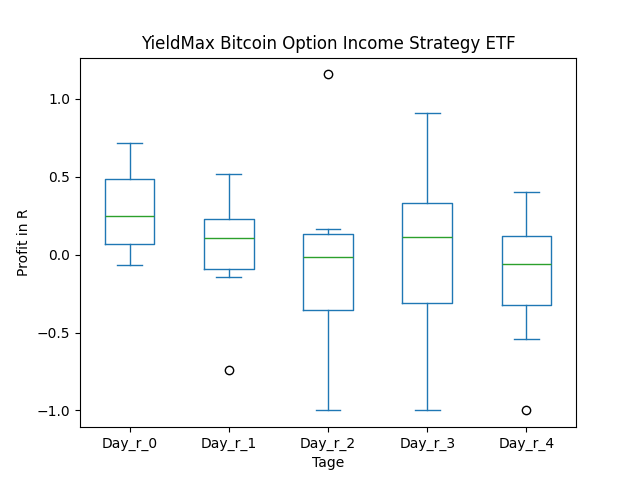 YieldMax Bitcoin Option Income Strategy ETF
Profit in R
1.0
0.5
0.0
−0.5
−1.0
Day_r_0 Day_r_1 Day_r_2 Day_r_3 Day_r_4
Tage